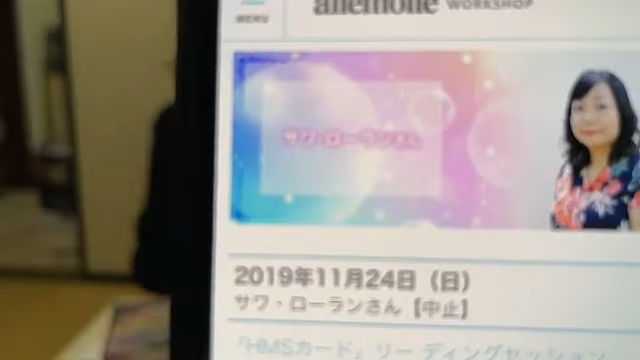 MENU
anemone WORKSHOP
サワ・ローランさん
2019年11月24日（日）
サワ・ローランさん【中止】
「HMSカード」リーディングセッション